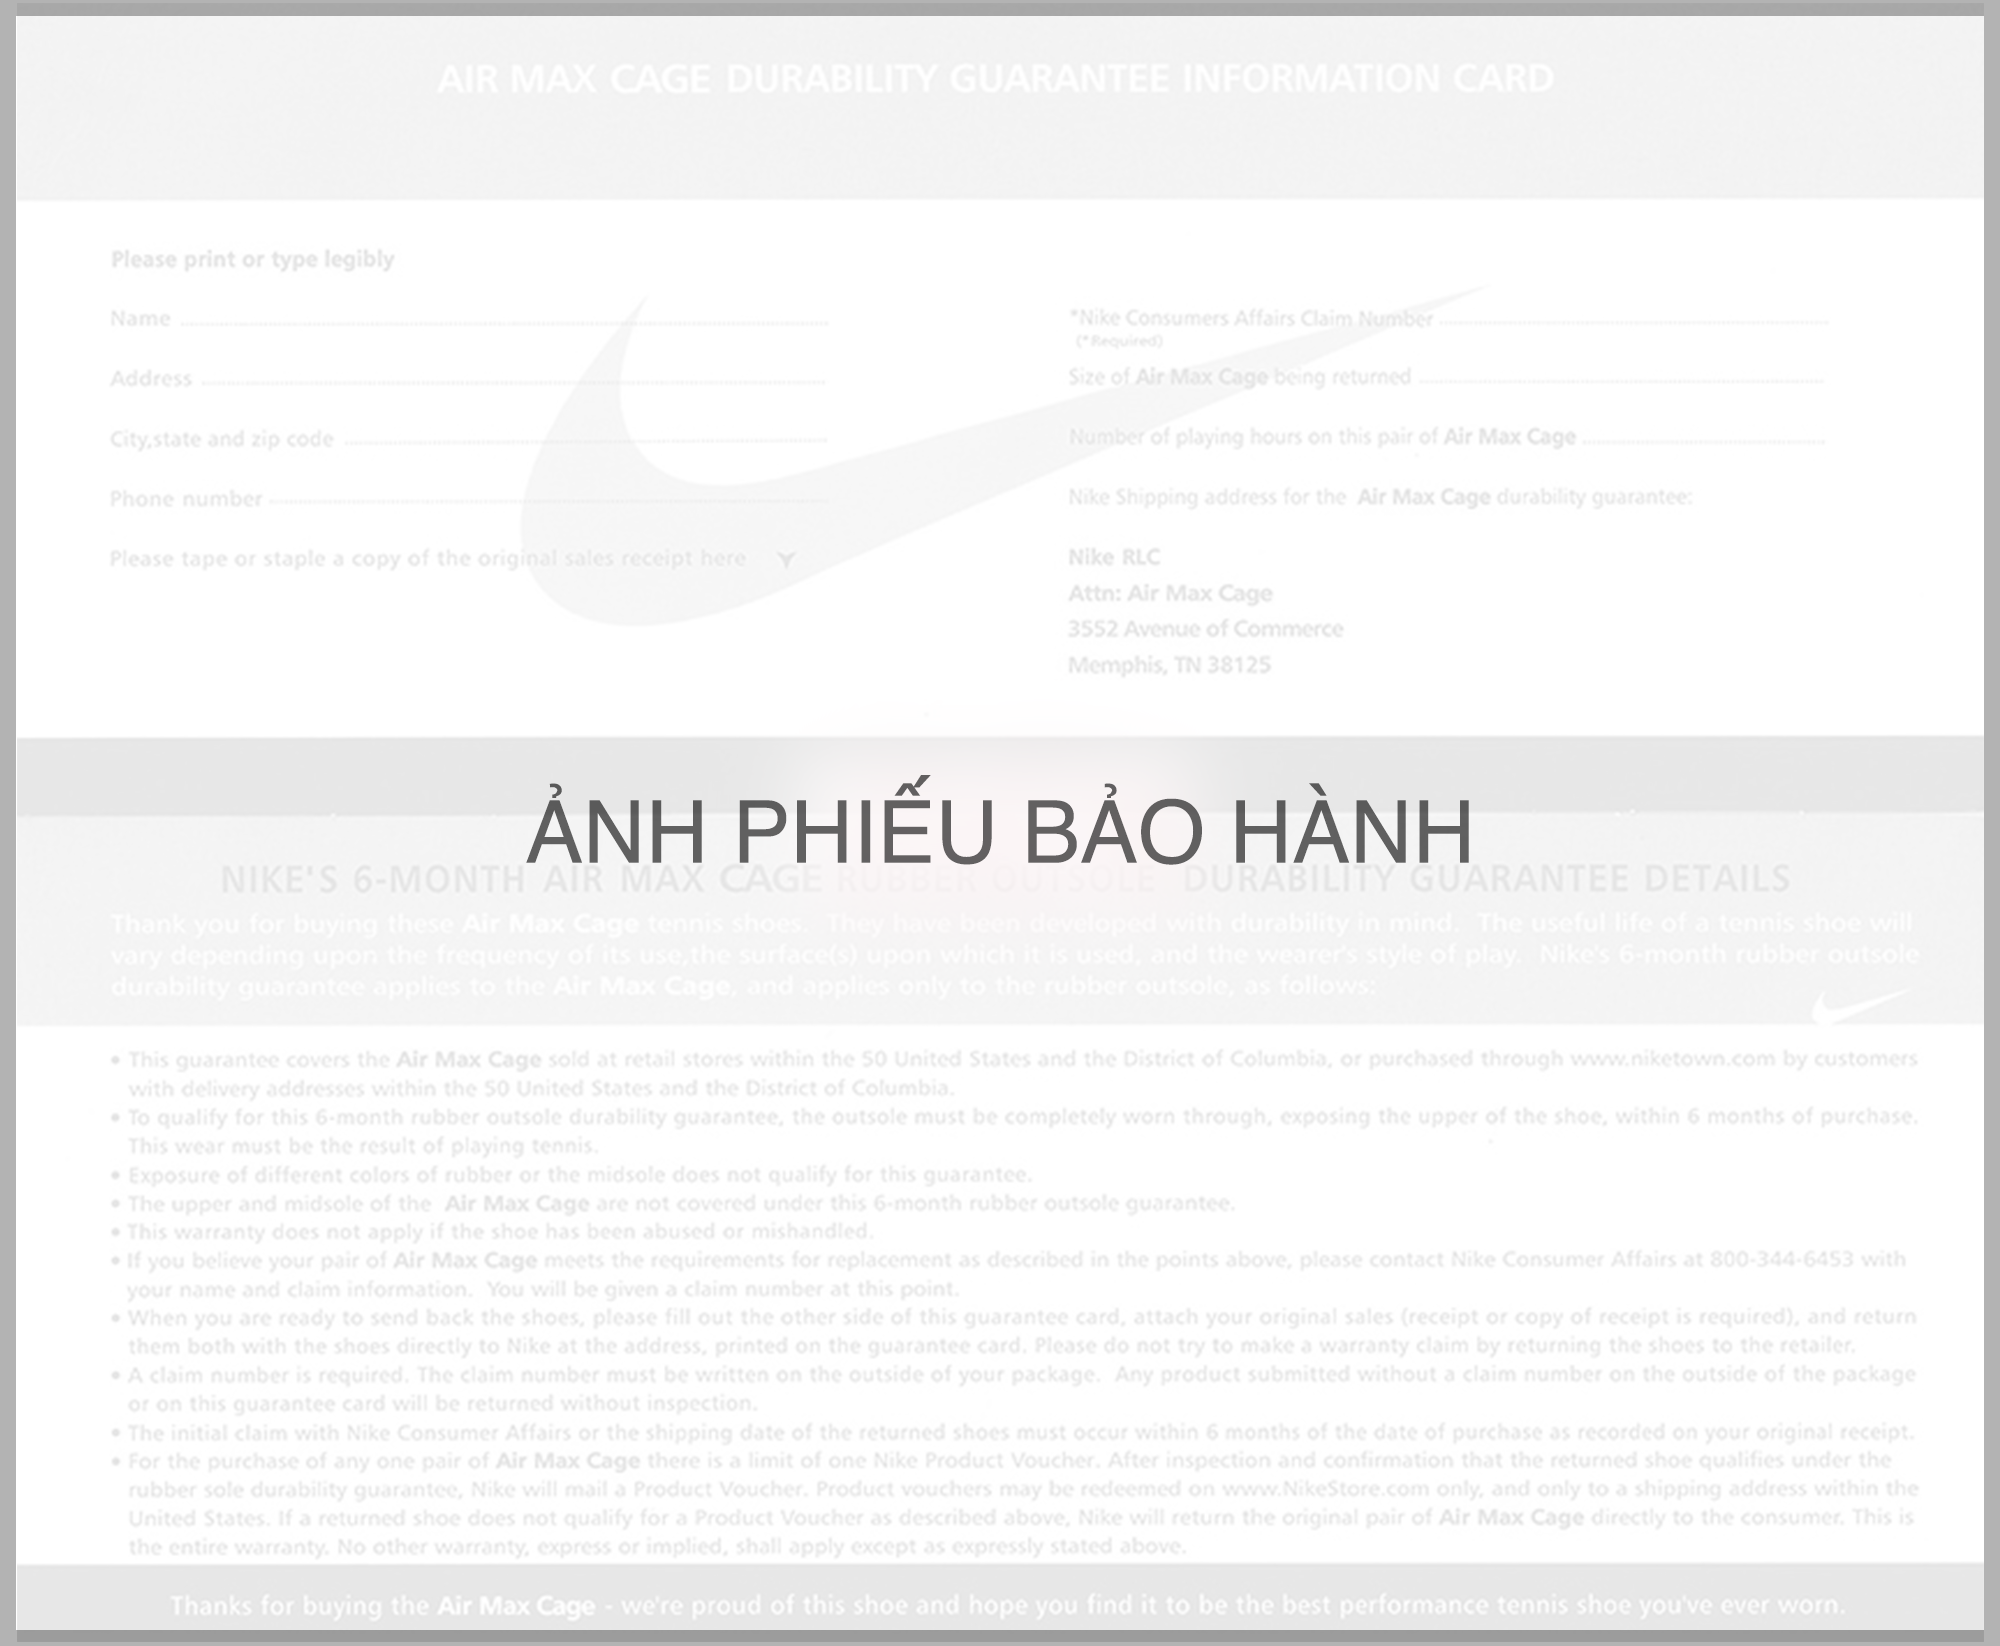 AIR MAX CAGE DURABILITY GUARANTEE INFORMATION CARD
Please print or type legibly
Name
Address
City,state and zip code
Phone number
Please tape or staple a copy of the original sales receipt here
*Nike Consumers Affairs Claim Number
(*Required)
Size of Air Max Cage being returned
Number of playing hours on this pair of Air Max Cage
Nike Shipping address for the Air Max Cage durability guarantee:
Nike RLC
Attn: Air Max Cage
3552 Avenue of Commerce
Memphis, TN 38125
ẢNH PHIẾU BẢO HÀNH
NIKE'S 6-MONTH AIR MAX CAGE RUBBER OUTSOLE DURABILITY GUARANTEE DETAILS
Thank you for buying these Air Max Cage tennis shoes. They have been developed with durability in mind. The useful life of a tennis shoe will
vary depending upon the frequency of its use,the surface(s) upon which it is used, and the wearer's style of play. Nike's 6-month rubber outsole
durability guarantee applies to the Air Max Cage, and applies only to the rubber outsole, as follows:
• This guarantee covers the Air Max Cage sold at retail stores within the 50 United States and the District of Columbia, or purchased through www.niketown.com by customers
with delivery addresses within the 50 United States and the District of Columbia.
• To qualify for this 6-month rubber outsole durability guarantee, the outsole must be completely worn through, exposing the upper of the shoe, within 6 months of purchase.
This wear must be the result of playing tennis.
• Exposure of different colors of rubber or the midsole does not qualify for this guarantee.
• The upper and midsole of the Air Max Cage are not covered under this 6-month rubber outsole guarantee.
• This warranty does not apply if the shoe has been abused or mishandled.
• If you believe your pair of Air Max Cage meets the requirements for replacement as described in the points above, please contact Nike Consumer Affairs at 800-344-6453 with
your name and claim information. You will be given a claim number at this point.
• When you are ready to send back the shoes, please fill out the other side of this guarantee card, attach your original sales (receipt or copy of receipt is required), and return
them both with the shoes directly to Nike at the address, printed on the guarantee card. Please do not try to make a warranty claim by returning the shoes to the retailer.
• A claim number is required. The claim number must be written on the outside of your package. Any product submitted without a claim number on the outside of the package
or on this guarantee card will be returned without inspection.
• The initial claim with Nike Consumer Affairs or the shipping date of the returned shoes must occur within 6 months of the date of purchase as recorded on your original receipt.
• For the purchase of any one pair of Air Max Cage there is a limit of one Nike Product Voucher. After inspection and confirmation that the returned shoe qualifies under the
rubber sole durability guarantee, Nike will mail a Product Voucher. Product vouchers may be redeemed on www.NikeStore.com only, and only to a shipping address within the
United States. If a returned shoe does not qualify for a Product Voucher as described above, Nike will return the original pair of Air Max Cage directly to the consumer. This is
the entire warranty. No other warranty, express or implied, shall apply except as expressly stated above.
Thanks for buying the Air Max Cage - we're proud of this shoe and hope you find it to be the best performance tennis shoe you've ever worn.